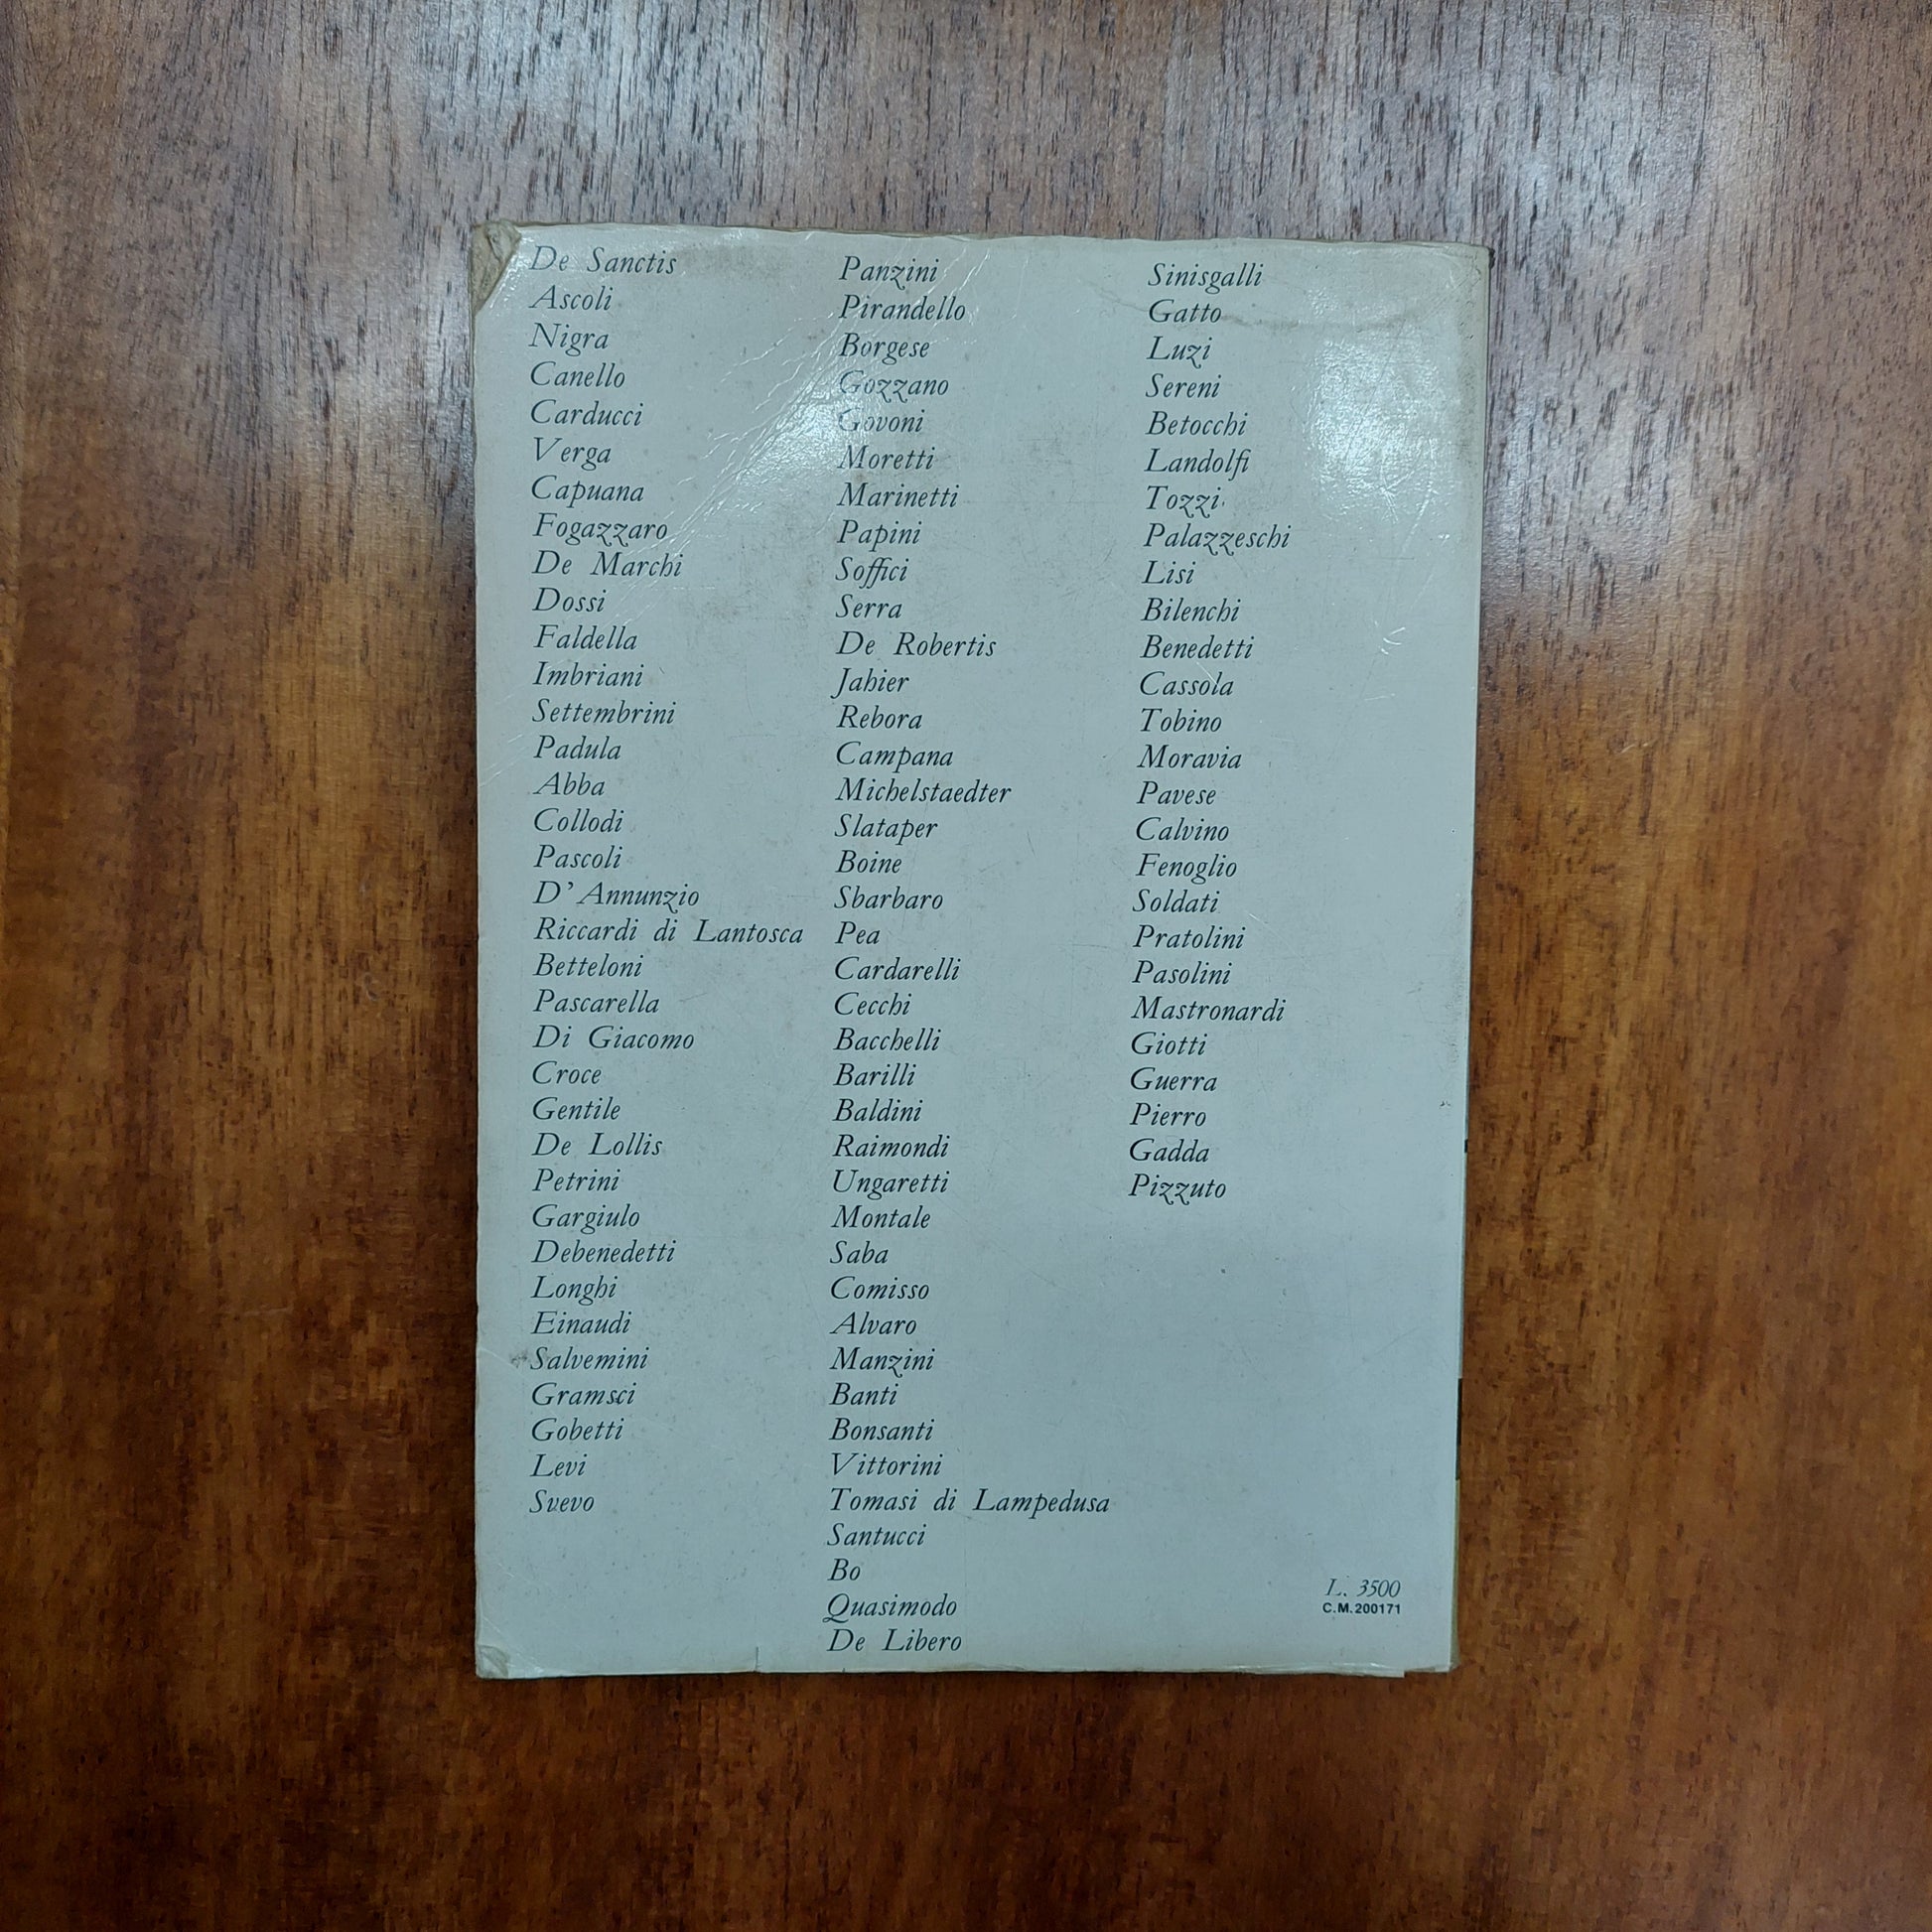 De Sanctis
Ascoli
Nigra
Canello
Carducci
Verga
Capuana
Fogazzaro
De Marchi
Dossi
Faldella
Imbriani
Settembrini
Padula
Abba
Collodi
Pascoli
D'Annunzio
Riccardi di Lantosca
Betteloni
Pascarella
Di Giacomo
Croce
Gentile
De Lollis
Petrini
Gargiulo
Debenedetti
Longhi
Einaudi
Salvemini
Gramsci
Gobetti
Levi
Svevo
Panzini
Pirandello
Borgese
Gozzano
Govoni
Moretti
Marinetti
Papini
Soffici
Serra
De Robertis
Jahier
Rebora
Campana
Michelstaedter
Slataper
Boine
Sbarbaro
Pea
Cardarelli
Cecchi
Bacchelli
Barilli
Baldini
Raimondi
Ungaretti
Montale
Saba
Comisso
Alvaro
Manzini
Banti
Bonsanti
Vittorini
Tomasi di Lampedusa
Santucci
Bo
Quasimodo
De Libero
Sinisgalli
Gatto
Luzi
Sereni
Betocchi
Landolfi
Tozzi
Palazzeschi
Lisi
Bilenchi
Benedetti
Cassola
Tobino
Moravia
Pavese
Calvino
Fenoglio
Soldati
Pratolini
Pasolini
Mastronardi
Giotti
Guerra
Pierro
Gadda
Pizzuto
L. 3500
C.M.200171